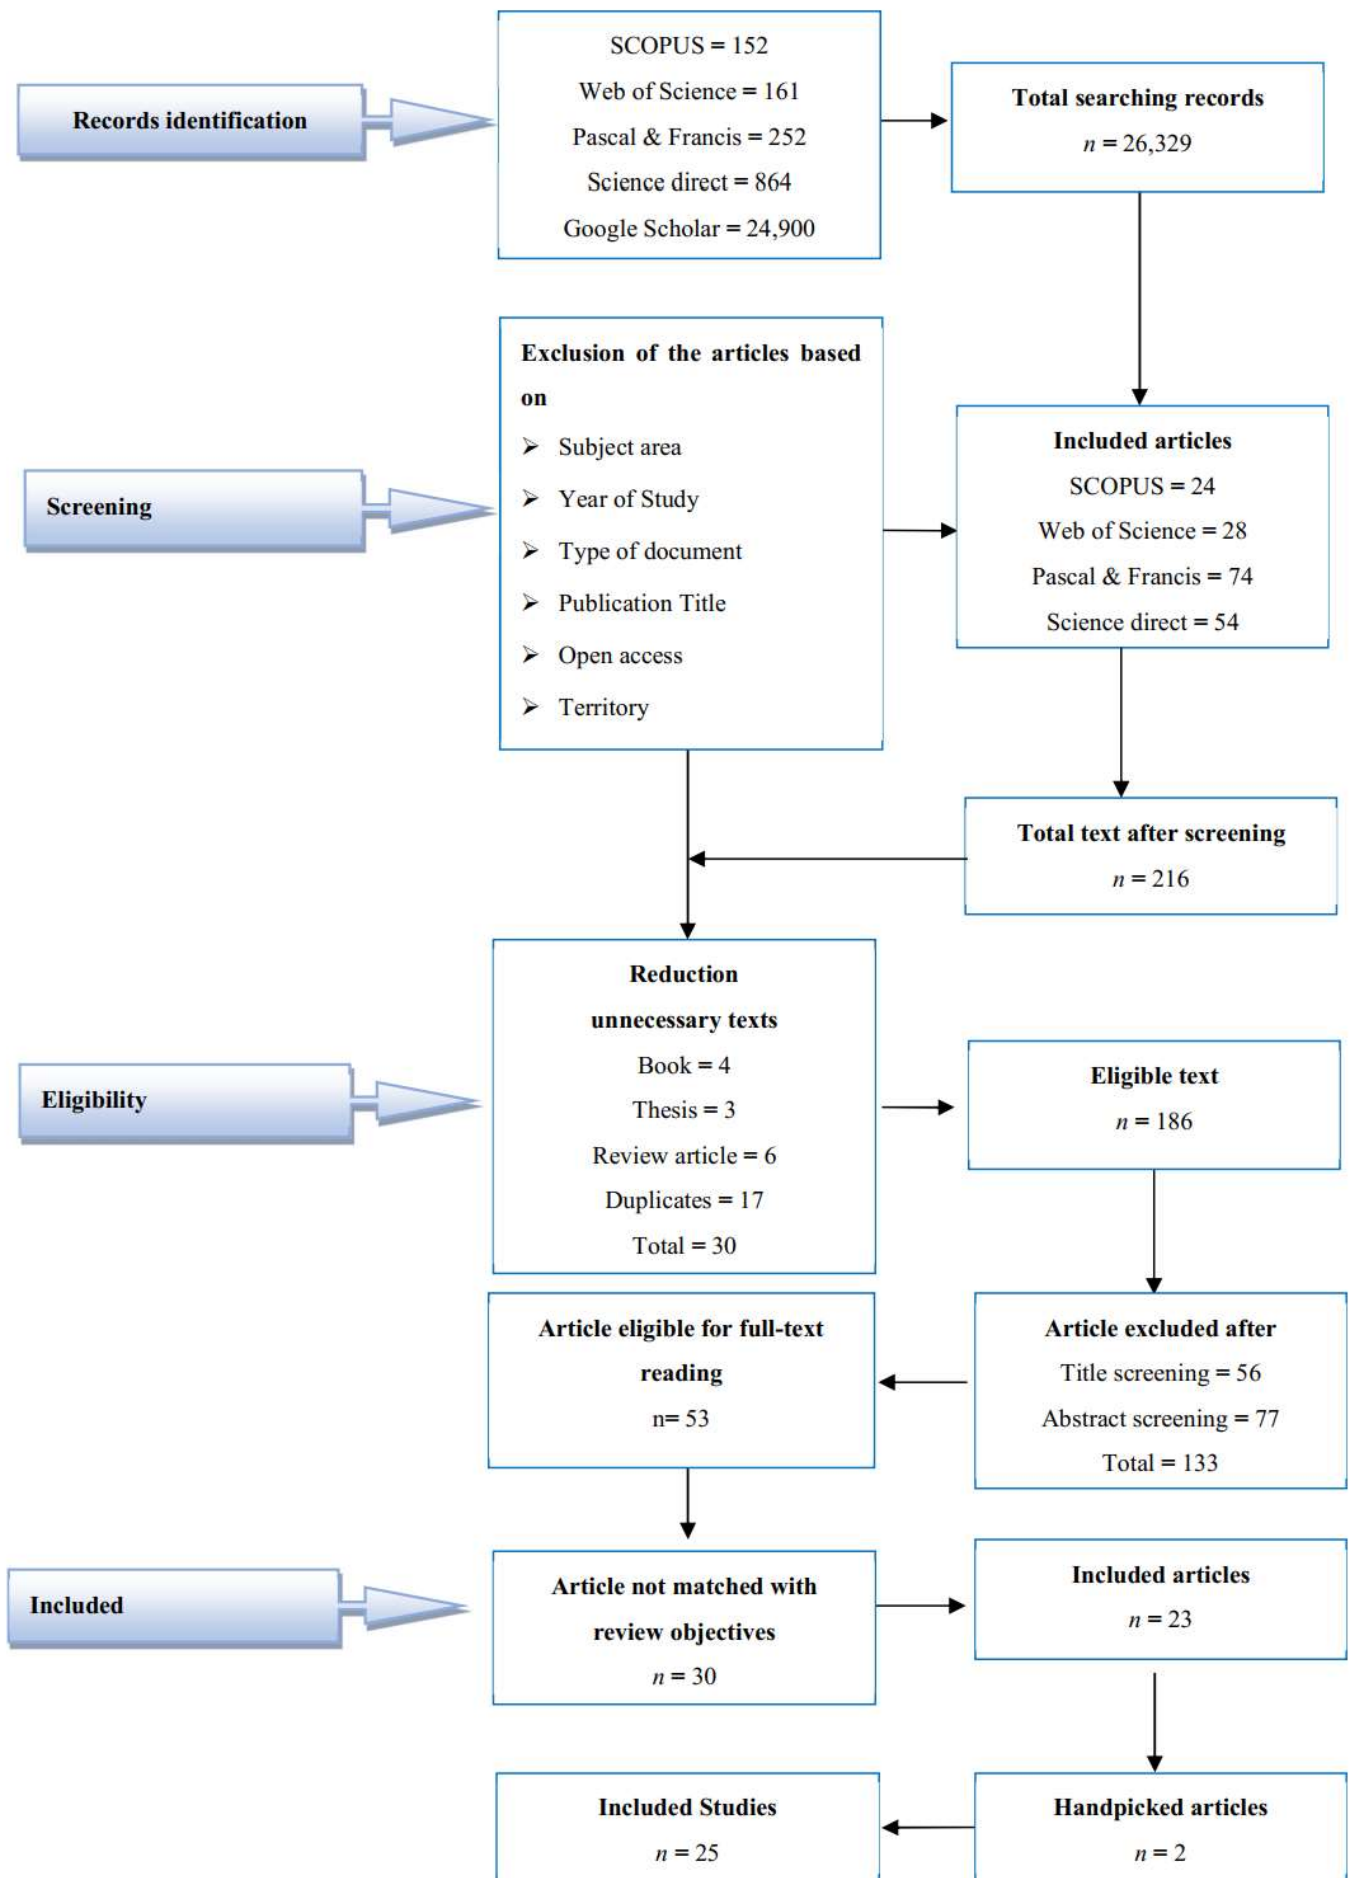 Records identification
SCOPUS = 152
Web of Science = 161
Pascal & Francis = 252
Science direct = 864
Google Scholar = 24,900
Total searching records
n = 26,329
Screening
Exclusion of the articles based
on
➢ Subject area
➢ Year of Study
➢ Type of document
➢ Publication Title
➢ Open access
➢ Territory
Included articles
SCOPUS = 24
Web of Science = 28
Pascal & Francis = 74
Science direct = 54
Total text after screening
n = 216
Eligibility
Reduction
unnecessary texts
Book = 4
Thesis = 3
Review article = 6
Duplicates = 17
Total = 30
Eligible text
n = 186
Article excluded after
Title screening = 56
Abstract screening = 77
Total = 133
Article eligible for full-text
reading
n= 53
Included
Article not matched with
review objectives
n = 30
Included articles
n = 23
Handpicked articles
n = 2
Included Studies
n = 25